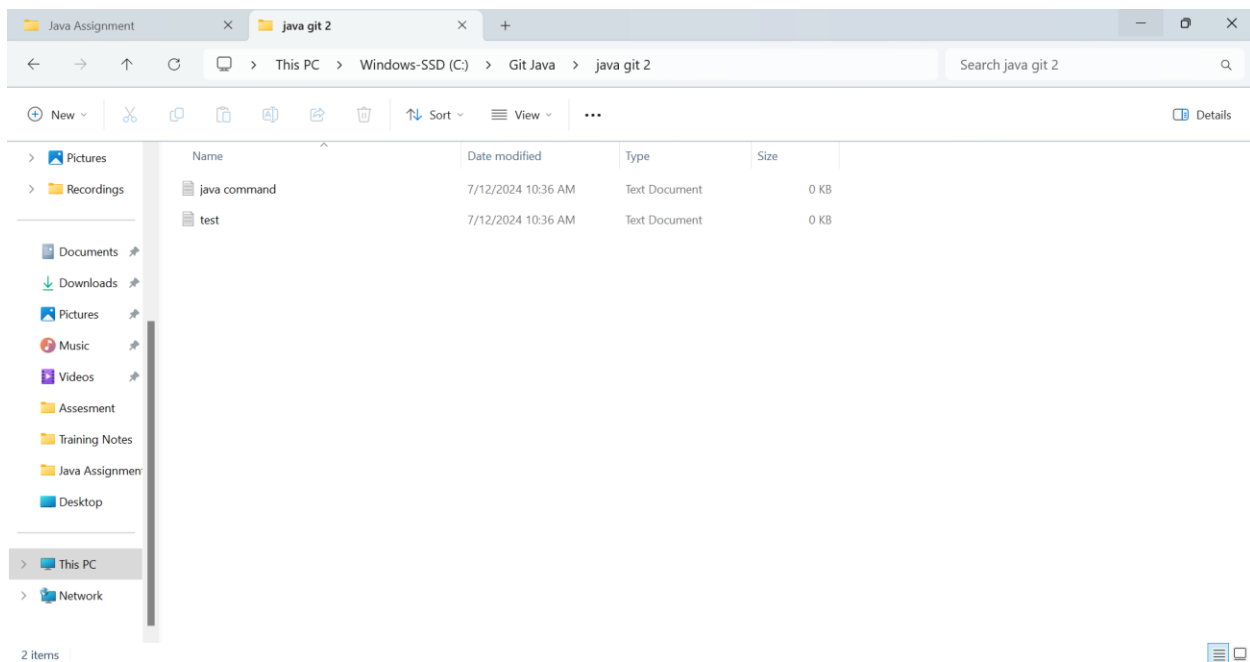 Java Assignment
java git 2
This PC > Windows-SSD (C:) > Git Java > java git 2
Search java git 2
New
Sort
View
Details
Pictures
Recordings
Documents
Downloads
Pictures
Music
Videos
Assesment
Training Notes
Java Assignmen
Desktop
This PC
Network
Name Date modified Type Size
java command 7/12/2024 10:36 AM Text Document 0 KB
test 7/12/2024 10:36 AM Text Document 0 KB
2 items